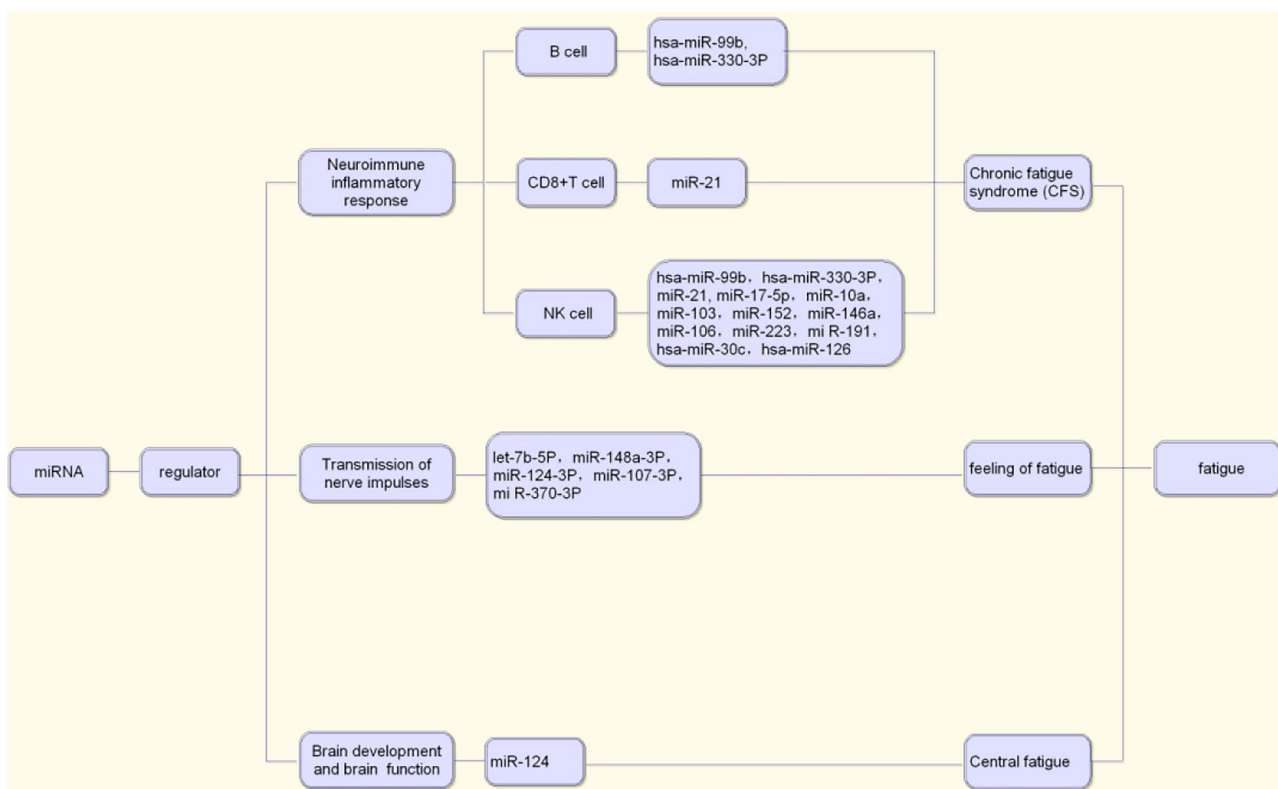 B cell
hsa-miR-99b,
hsa-miR-330-3P
Neuroimmune
inflammatory
response
CD8+T cell
miR-21
Chronic fatigue
syndrome (CFS)
NK cell
hsa-miR-99b, hsa-miR-330-3P,
miR-21, miR-17-5p, miR-10a,
miR-103, miR-152, miR-146a,
miR-106, miR-223, mi R-191,
hsa-miR-30c, hsa-miR-126
miRNA
regulator
Transmission of
nerve impulses
let-7b-5P, miR-148a-3P,
miR-124-3P, miR-107-3P,
mi R-370-3P
feeling of fatigue
fatigue
Brain development
and brain function
miR-124
Central fatigue